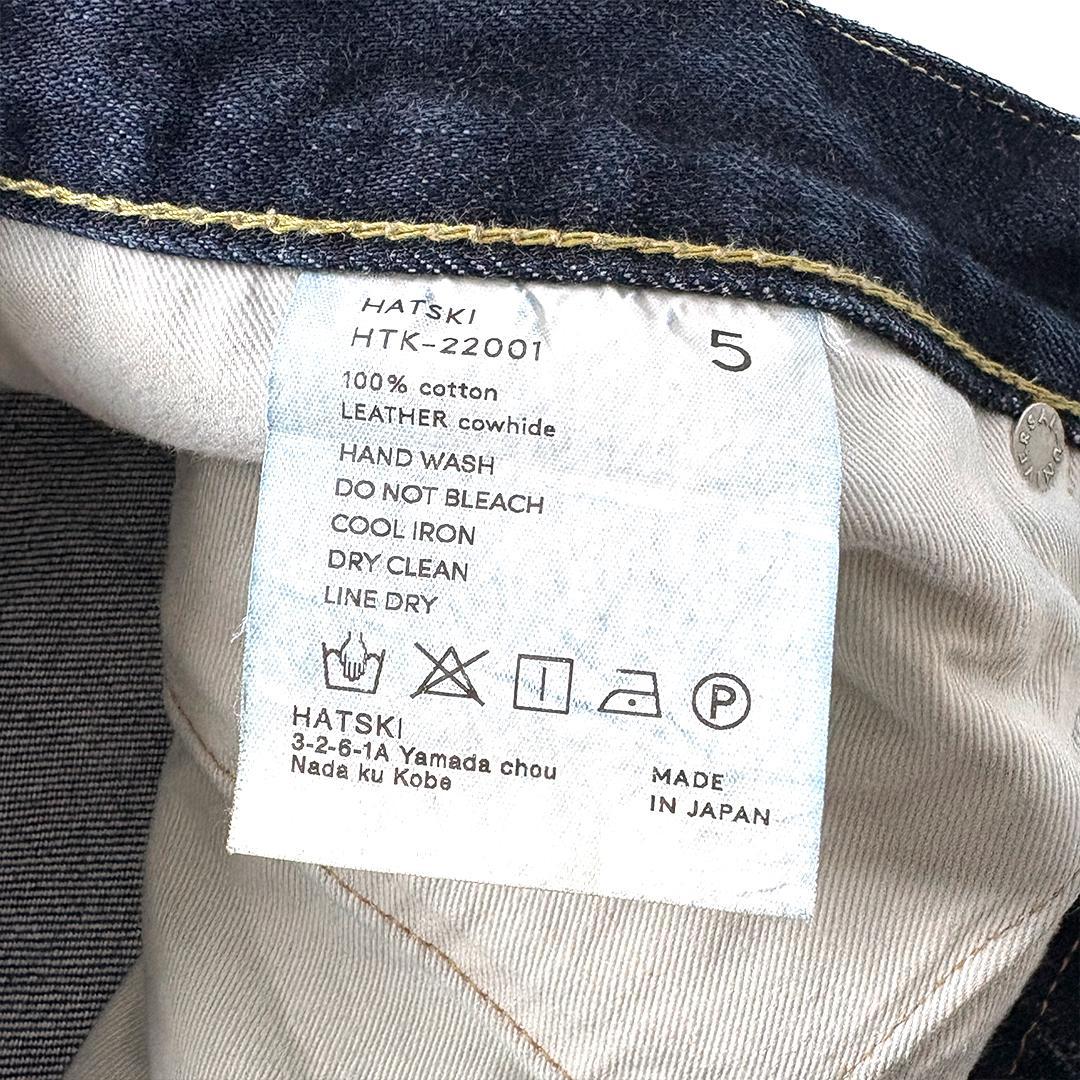 HATSKI
HTK-22001
5
100% cotton
LEATHER cowhide
HAND WASH
DO NOT BLEACH
COOL IRON
DRY CLEAN
LINE DRY
P
HATSKI
3-2-6-1A Yamada chou
Nada ku Kobe
MADE
IN JAPAN